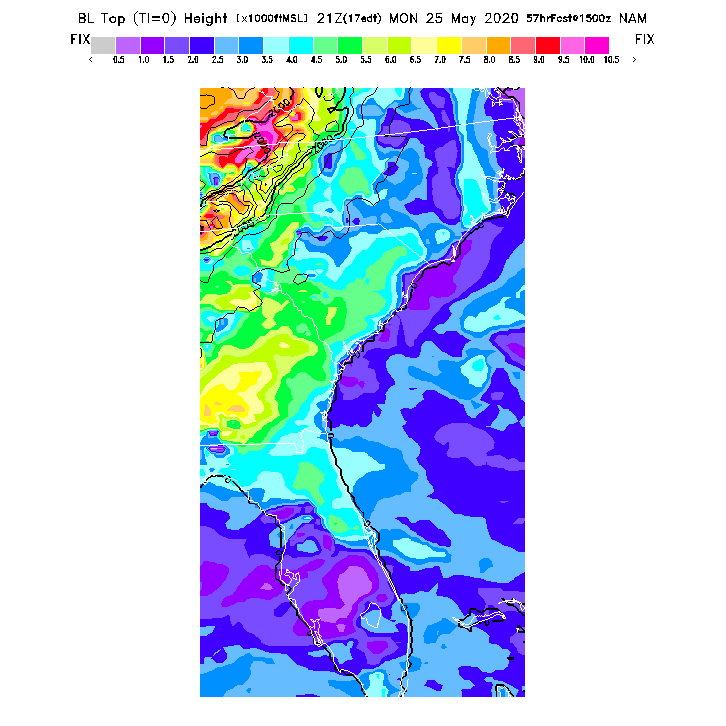 BL Top (TI=0) Height [x1000ftMSL] 21Z(17edt) MON 25 May 2020 57hrFcst@1500z NAM
FIX FIX
< 0.5 1.0 1.5 2.0 2.5 3.0 3.5 4.0 4.5 5.0 5.5 6.0 6.5 7.0 7.5 8.0 8.5 9.0 9.5 10.0 10.5 >